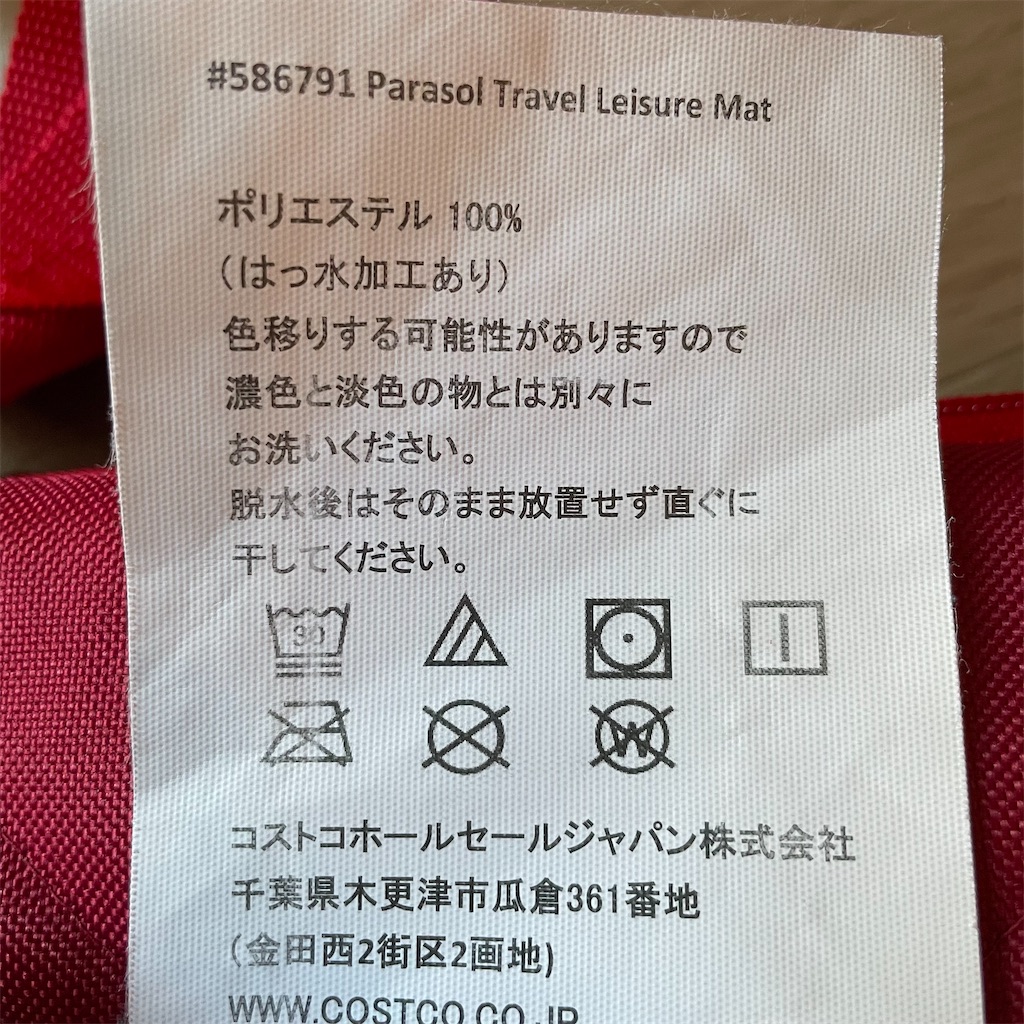 #586791 Parasol Travel Leisure Mat
ポリエステル 100%
（はっ水加工あり）
色移りする可能性がありますので
濃色と淡色の物とは別々に
お洗いください。
脱水後はそのまま放置せず直ぐに
干してください。
30
W
コストコホールセールジャパン株式会社
千葉県木更津市瓜倉361番地
（金田西2街区2画地)
WWW.COSTCO.CO.JP